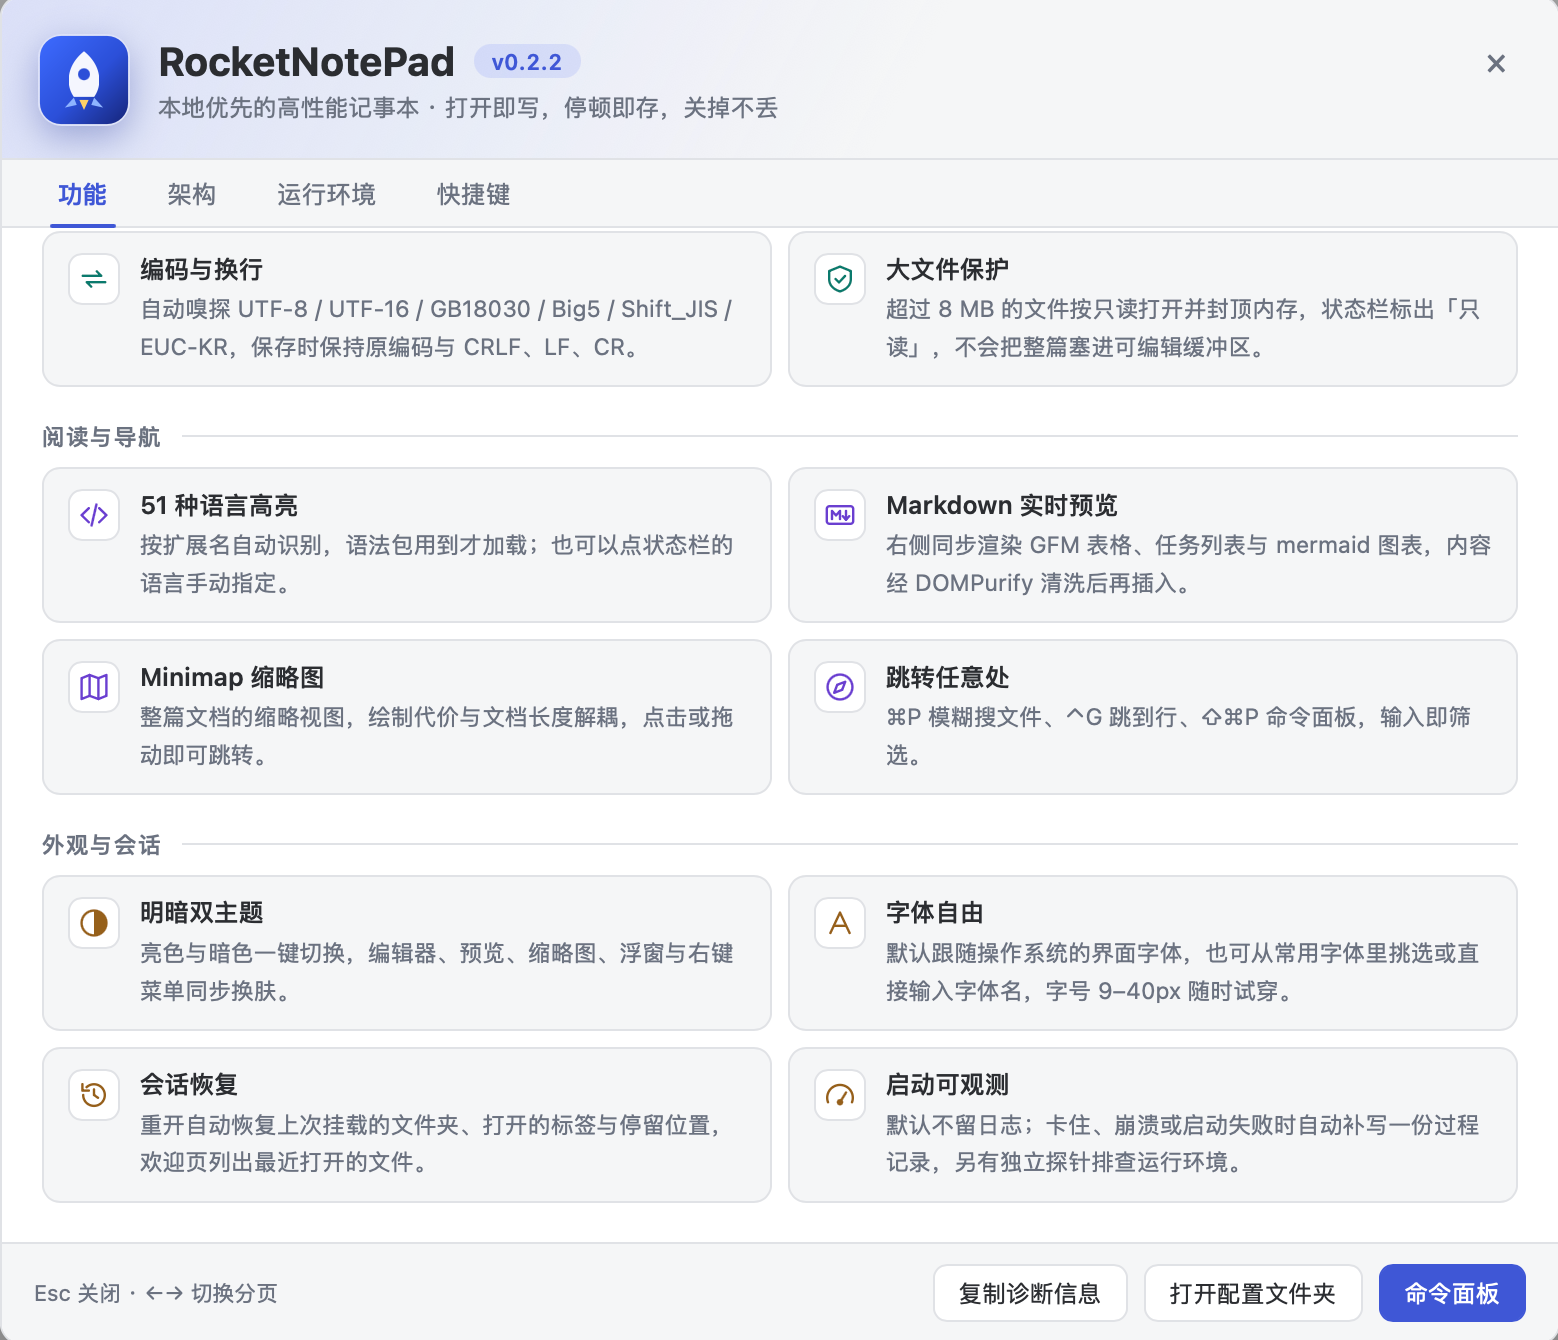 RocketNotePad v0.2.2
本地优先的高性能记事本 · 打开即写，停顿即存，关掉不丢
功能 架构 运行环境 快捷键
编码与换行
自动嗅探 UTF-8 / UTF-16 / GB18030 / Big5 / Shift_JIS /
EUC-KR，保存时保持原编码与 CRLF、LF、CR。
大文件保护
超过 8 MB 的文件按只读打开并封顶内存，状态栏标出「只
读」，不会把整篇塞进可编辑缓冲区。
阅读与导航
51 种语言高亮
按扩展名自动识别，语法包用到才加载；也可以点状态栏的
语言手动指定。
Markdown 实时预览
右侧同步渲染 GFM 表格、任务列表与 mermaid 图表，内容
经 DOMPurify 清洗后再插入。
Minimap 缩略图
整篇文档的缩略视图，绘制代价与文档长度解耦，点击或拖
动即可跳转。
跳转任意处
⌘P 模糊搜文件、^G 跳到行、⇧⌘P 命令面板，输入即筛
选。
外观与会话
明暗双主题
亮色与暗色一键切换，编辑器、预览、缩略图、浮窗与右键
菜单同步换肤。
字体自由
默认跟随操作系统的界面字体，也可从常用字体里挑选或直
接输入字体名，字号 9–40px 随时试穿。
会话恢复
重开自动恢复上次挂载的文件夹、打开的标签与停留位置，
欢迎页列出最近打开的文件。
启动可观测
默认不留日志；卡住、崩溃或启动失败时自动补写一份过程
记录，另有独立探针排查运行环境。
Esc 关闭 · ←→ 切换分页
复制诊断信息 打开配置文件夹 命令面板